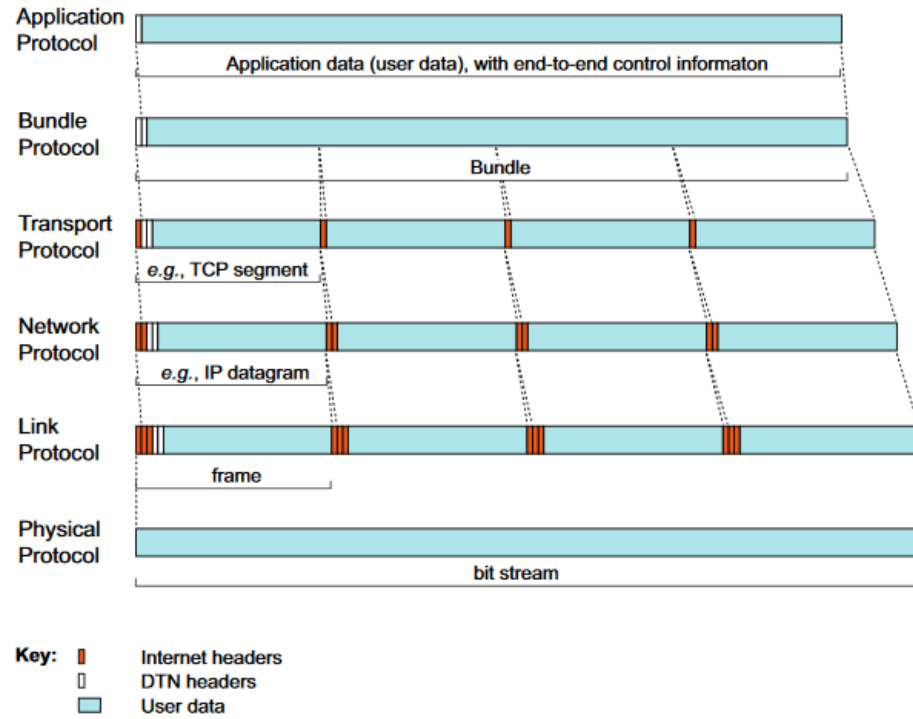 Application
Protocol
Application data (user data), with end-to-end control informaton
Bundle
Protocol
Bundle
Transport
Protocol
e.g., TCP segment
Network
Protocol
e.g., IP datagram
Link
Protocol
frame
Physical
Protocol
bit stream
Key:
Internet headers
DTN headers
User data